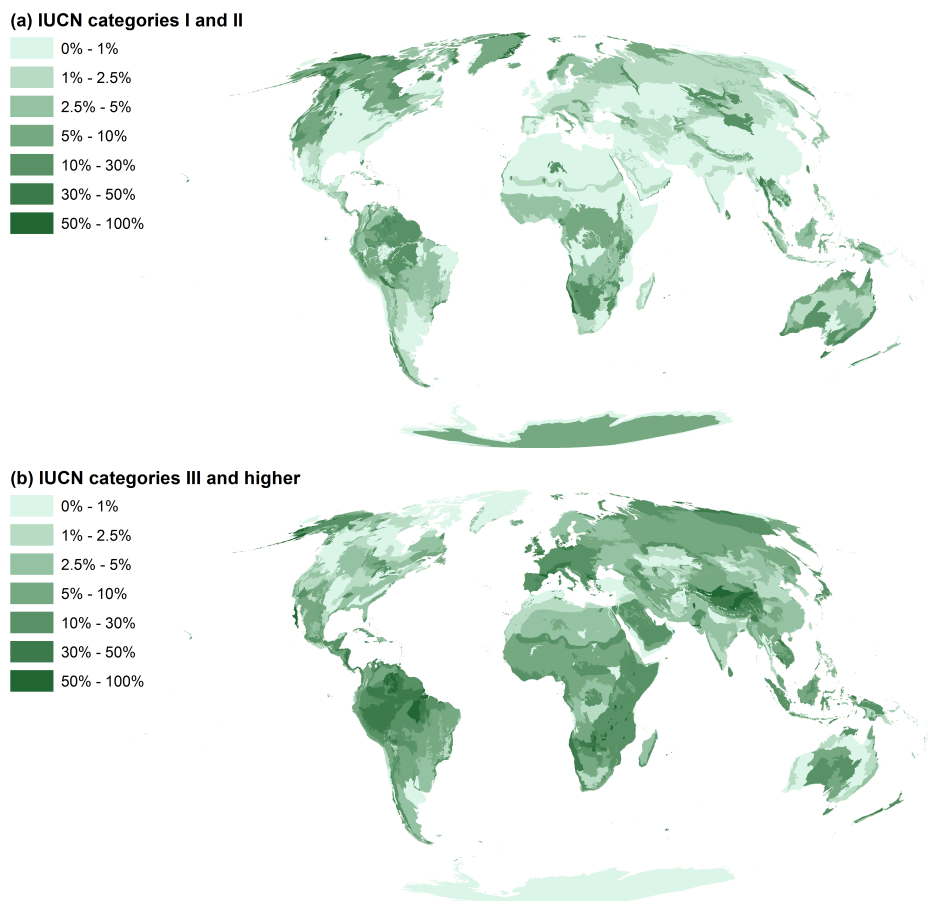 (a) IUCN categories I and II
0% - 1%
1% - 2.5%
2.5% - 5%
5% - 10%
10% - 30%
30% - 50%
50% - 100%
(b) IUCN categories III and higher
0% - 1%
1% - 2.5%
2.5% - 5%
5% - 10%
10% - 30%
30% - 50%
50% - 100%